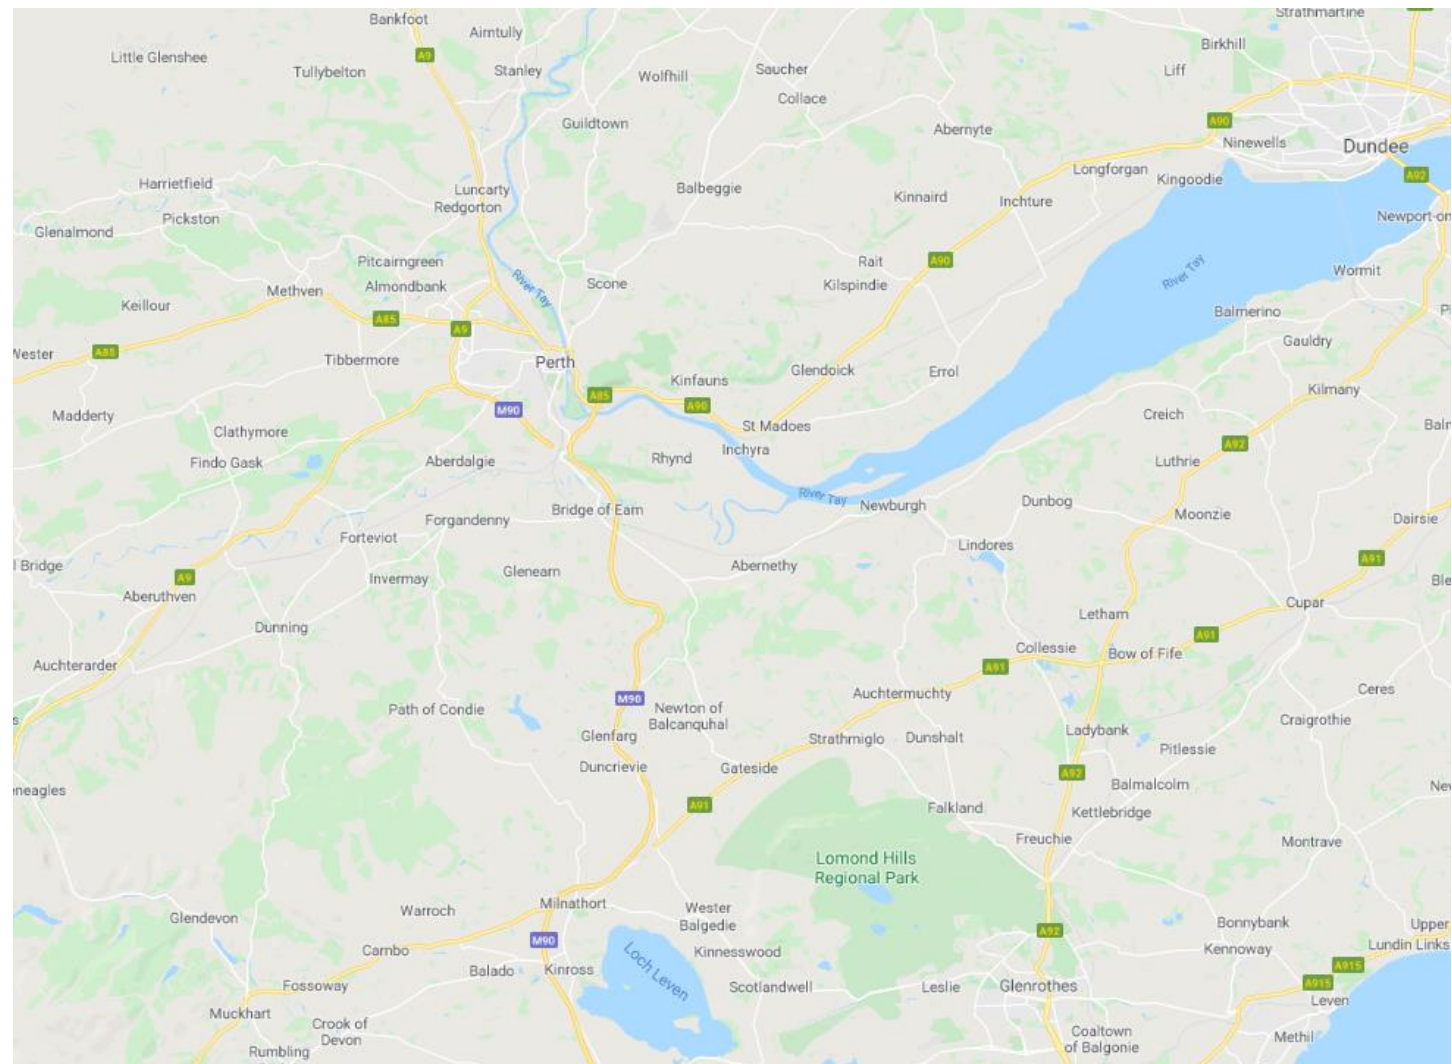 Bankfoot
Airntully
Strathmartine
Little Glenshee
A9
Tullybelton
Stanley
Wolfhill
Saucher
Birkhill
Liff
Collace
Guildtown
Abernyte
A90
Ninewells
Dundee
Harrietfield
Luncarty
Redgorton
Balbeggie
Kinnaird
Longforgan
Kingoodie
A92
Pickston
Inchture
Newport-on
Glenalmond
Pitcairngreen
River Tay
Scone
Rait
A90
River Tay
Wormit
Keillour
Methven
Almondbank
Kilspindie
Balmerino
A85
A9
Wester
A85
Tibbermore
Perth
Kinfauns
Glendoick
Errol
Gauldry
Kilmany
Madderty
M90
A85
A90
Creich
Clathymore
St Madoes
Findo Gask
Aberdalgie
Rhynd
Inchyra
A92
Luthrie
Bridge of Earn
River Tay
Newburgh
Dunbog
Moonzie
Forgandenny
Dairsie
Forteviot
Lindores
l Bridge
A9
Invermay
Glenearn
Abernethy
A91
Aberuthven
Cupar
Dunning
Letham
A91
Auchterarder
Collessie
Bow of Fife
A91
M90
Auchtermuchty
Ceres
Path of Condie
Newton of
Balcanquhal
Glenfarg
Strathmiglo
Dunshalt
Ladybank
Craigrothie
Pitlessie
Duncrievie
Gateside
A92
Balmalcolm
eneagles
A91
Falkland
Kettlebridge
Freuchie
Montrave
Lomond Hills
Regional Park
Glendevon
Warroch
Milnathort
Wester
Balgedie
Bonnybank
Upper
Carnbo
M90
Kinnesswood
A92
Kennoway
Lundin Links
Balado
Kinross
Loch Leven
Scotlandwell
Leslie
Glenrothes
A915
A915
Fossoway
Leven
Muckhart
Crook of
Devon
Coaltown
of Balgonie
Methil
Rumbling